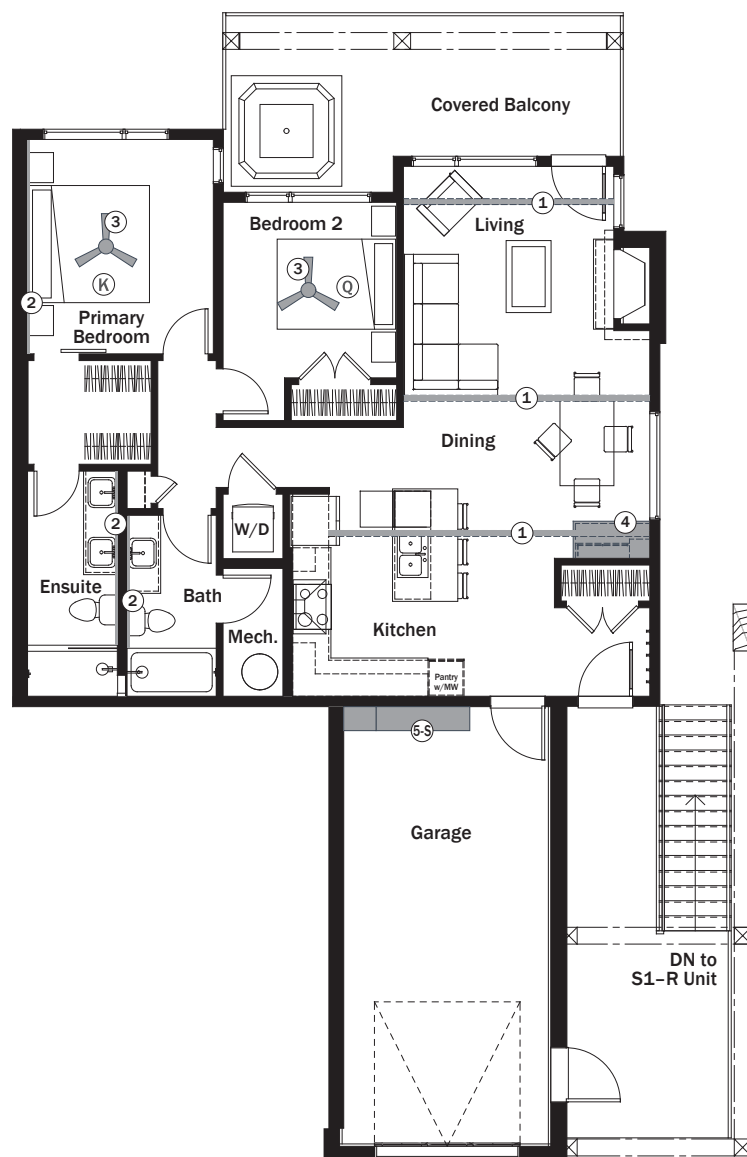 Covered Balcony
1
Living
Bedroom 2
3
3
Q
K
2
Primary
Bedroom
1
Dining
4
2
W/D
1
Ensuite
2
Bath
Mech.
Kitchen
Pantry
w/MW
5-S
Garage
DN to
S1–R Unit